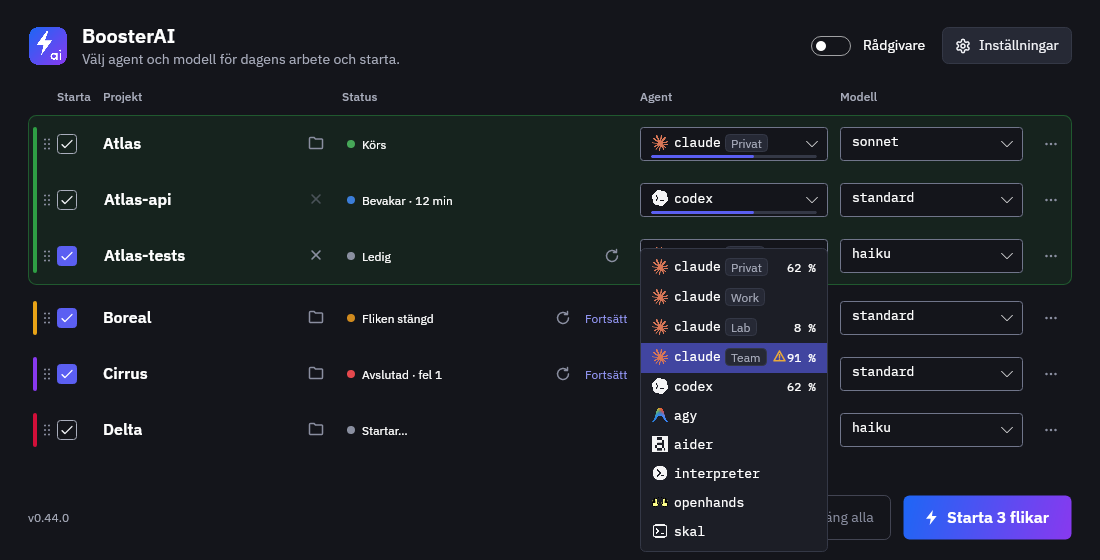 ai
BoosterAI
Välj agent och modell för dagens arbete och starta.
Rådgivare
Inställningar
Starta Projekt Status Agent Modell
Atlas Körs claude Privat sonnet
Atlas-api Bevakar · 12 min codex standard
Atlas-tests Ledig haiku
claude Privat 62 %
claude Work
claude Lab 8 %
claude Team 91 %
codex 62 %
agy
aider
interpreter
openhands
skal
Boreal Fliken stängd Fortsätt standard
Cirrus Avslutad · fel 1 Fortsätt standard
Delta Startar... haiku
v0.44.0
alla
Starta 3 flikar